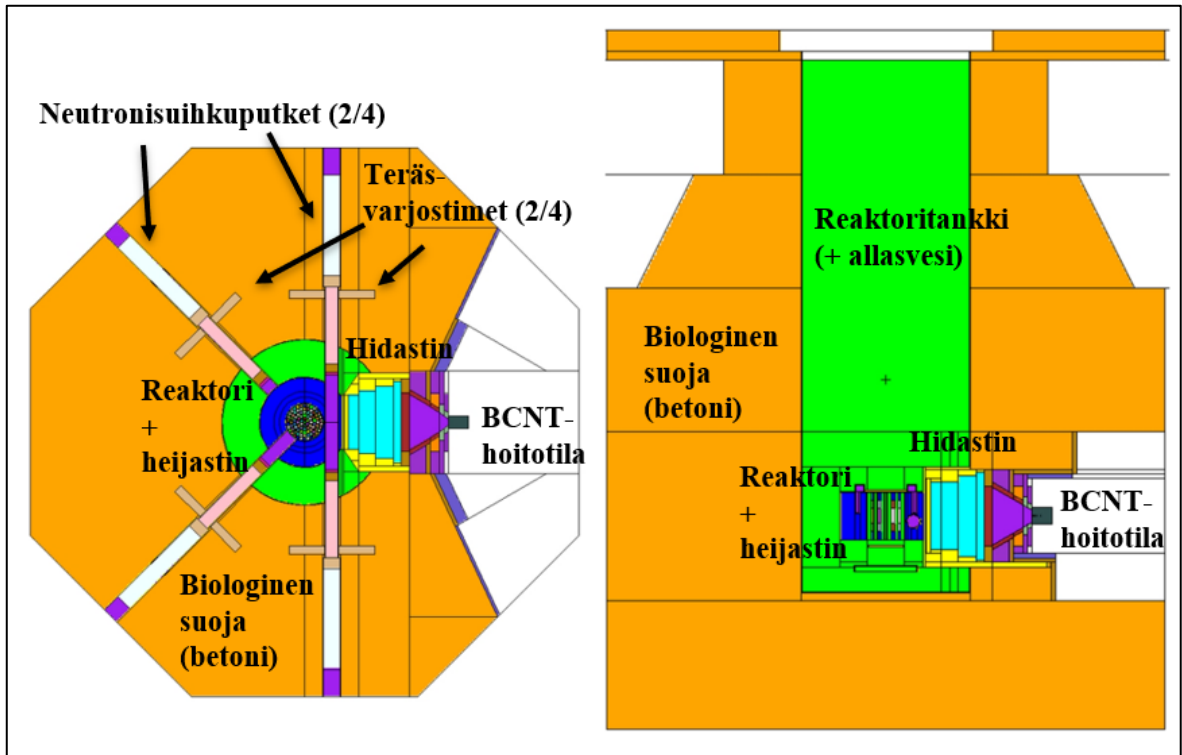 Neutronisuihkuputket (2/4)
Teräs-
varjostimet (2/4)
Hidastin
Reaktori
+
heijastin
BCNT-
hoitotila
Biologinen
suoja
(betoni)
Reaktoritankki
(+ allasvesi)
Biologinen
suoja
(betoni)
Hidastin
Reaktori
+
heijastin
BCNT-
hoitotila